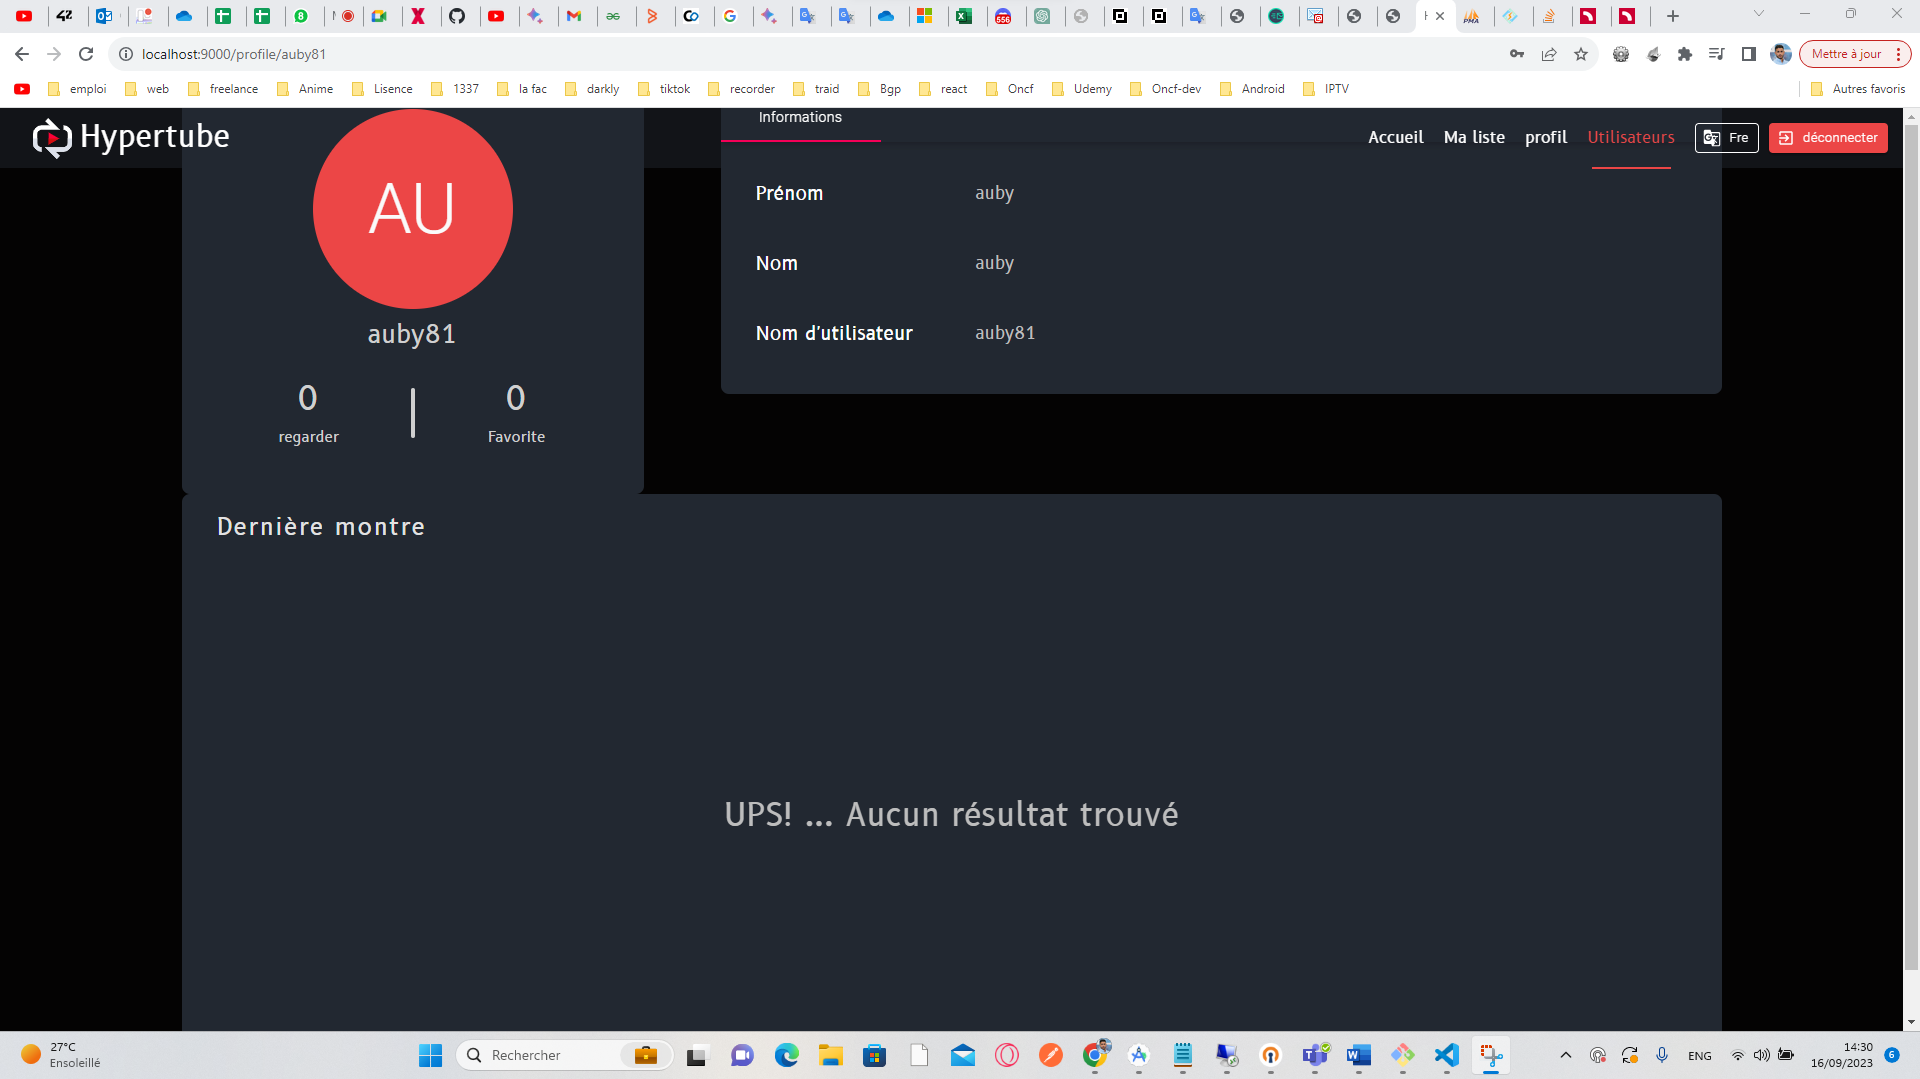 localhost:9000/profile/auby81
Mettre à jour
emploi
web
freelance
Anime
Lisence
1337
la fac
darkly
tiktok
recorder
traid
Bgp
react
Oncf
Udemy
Oncf-dev
Android
IPTV
Autres favoris
Hypertube
Informations
Accueil
Ma liste
profil
Utilisateurs
Fre
déconnecter
AU
auby81
0
regarder
0
FavorIte
Prénom auby
Nom auby
Nom d'utilisateur auby81
Dernière montre
UPS! ... Aucun résultat trouvé
27°C
Ensoleillé
Rechercher
ENG
14:30
16/09/2023
6